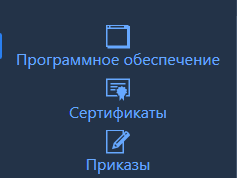 Программное обеспечение
Сертификаты
Приказы